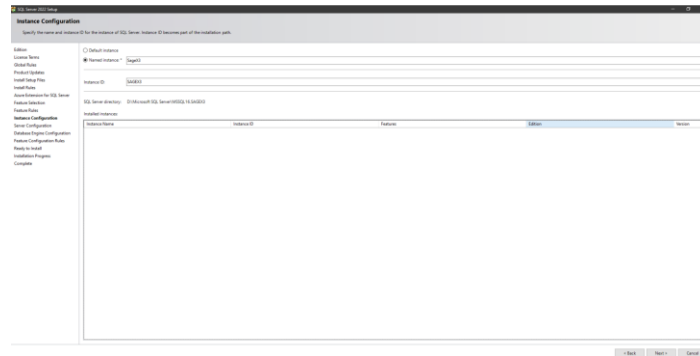 SQL Server 2022 Setup
Instance Configuration
Specify the name and instance ID for the instance of SQL Server. Instance ID becomes part of the installation path.
Edition
License Terms
Global Rules
Product Updates
Install Setup Files
Install Rules
Azure Extension for SQL Server
Feature Selection
Feature Rules
Instance Configuration
Server Configuration
Database Engine Configuration
Feature Configuration Rules
Ready to Install
Installation Progress
Complete
Default instance
Named instance *
Instance ID:
SQL Server directory:
Installed instances:
Instance Name Instance ID Features Edition Version
< Back Next > Cancel